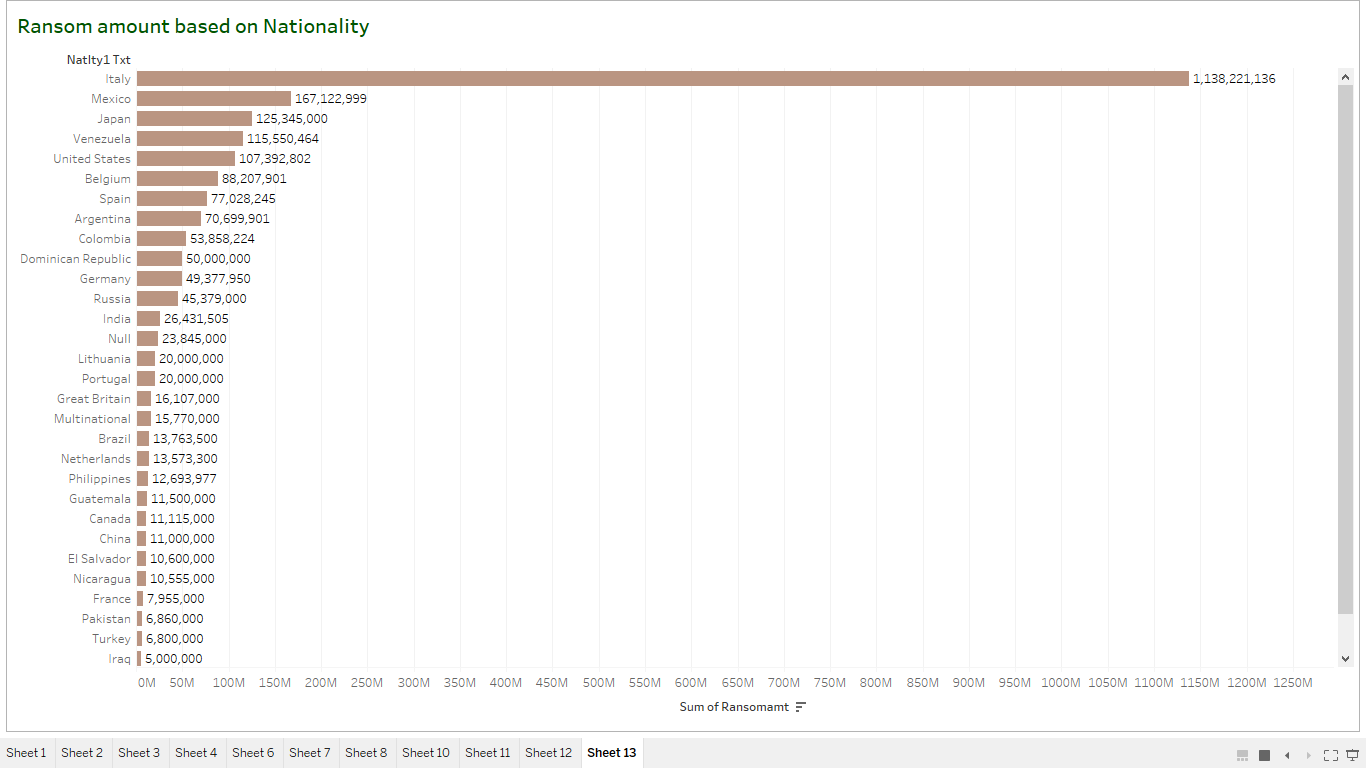 Ransom amount based on Nationality
Natlty1 Txt
Italy 1,138,221,136
Mexico 167,122,999
Japan 125,345,000
Venezuela 115,550,464
United States 107,392,802
Belgium 88,207,901
Spain 77,028,245
Argentina 70,699,901
Colombia 53,858,224
Dominican Republic 50,000,000
Germany 49,377,950
Russia 45,379,000
India 26,431,505
Null 23,845,000
Lithuania 20,000,000
Portugal 20,000,000
Great Britain 16,107,000
Multinational 15,770,000
Brazil 13,763,500
Netherlands 13,573,300
Philippines 12,693,977
Guatemala 11,500,000
Canada 11,115,000
China 11,000,000
El Salvador 10,600,000
Nicaragua 10,555,000
France 7,955,000
Pakistan 6,860,000
Turkey 6,800,000
Iraq 5,000,000
0M 50M 100M 150M 200M 250M 300M 350M 400M 450M 500M 550M 600M 650M 700M 750M 800M 850M 900M 950M 1000M 1050M 1100M 1150M 1200M 1250M
Sum of Ransomamt
Sheet 1 Sheet 2 Sheet 3 Sheet 4 Sheet 6 Sheet 7 Sheet 8 Sheet 10 Sheet 11 Sheet 12 Sheet 13